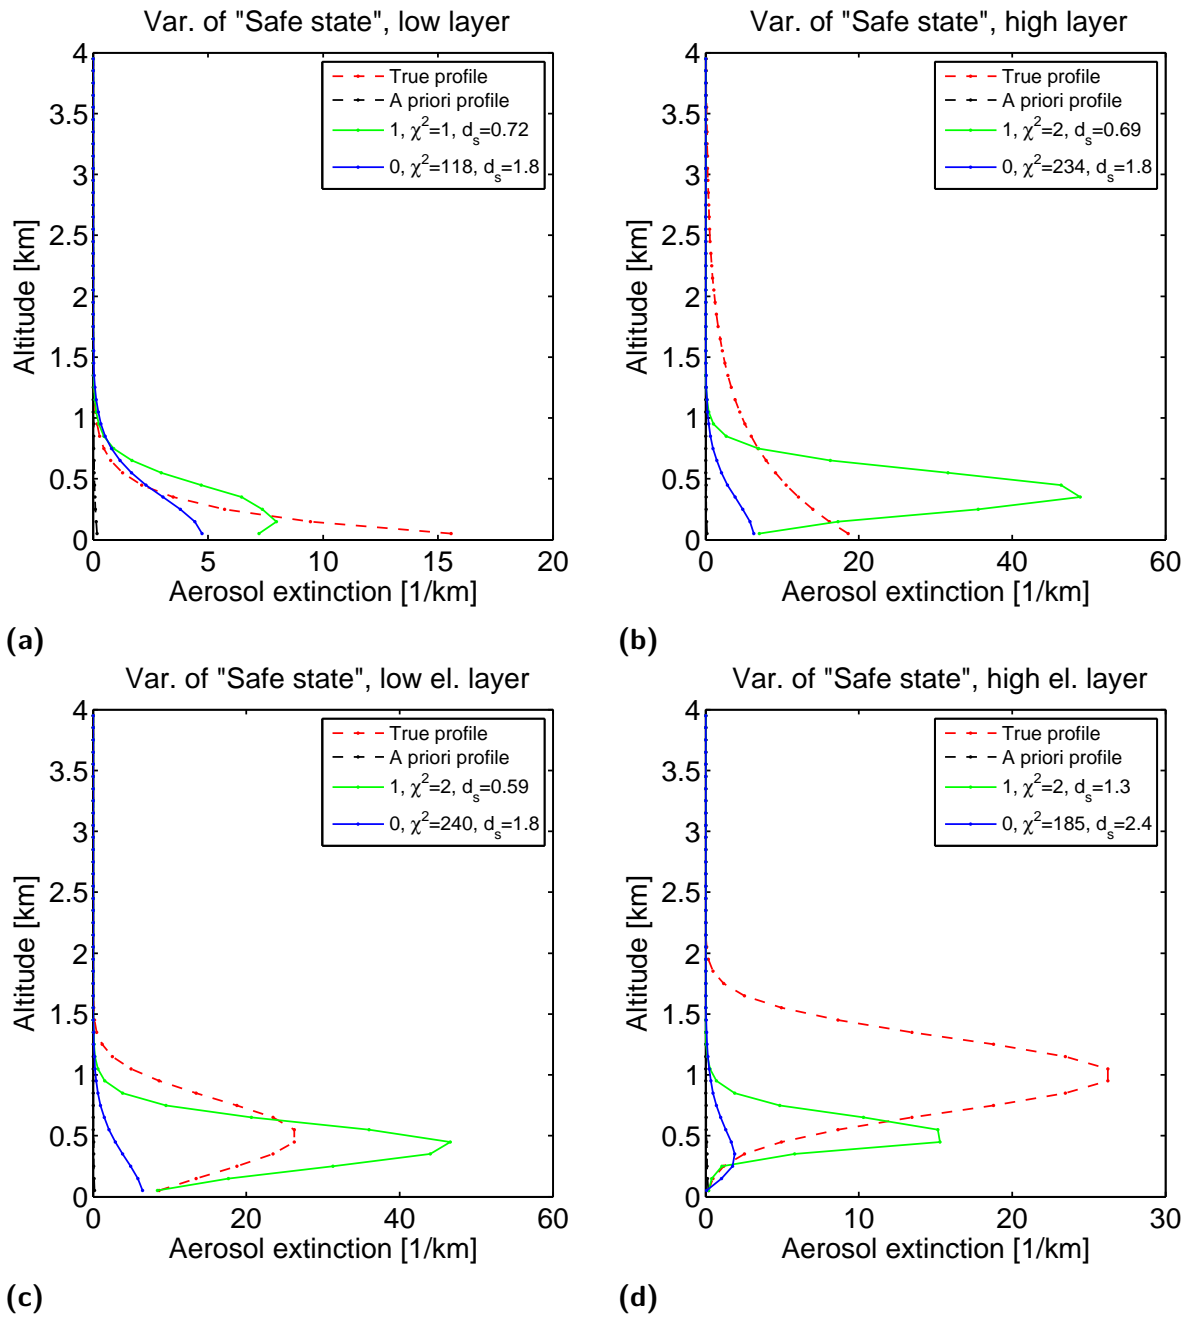 Var. of "Safe state", low layer
4
3.5
3
2.5
2
1.5
1
0.5
0
Altitude [km]
True profile
A priori profile
1, χ²=1, dₛ=0.72
0, χ²=118, dₛ=1.8
0 5 10 15 20
Aerosol extinction [1/km]
(a)
Var. of "Safe state", high layer
4
3.5
3
2.5
2
1.5
1
0.5
0
Altitude [km]
True profile
A priori profile
1, χ²=2, dₛ=0.69
0, χ²=234, dₛ=1.8
0 20 40 60
Aerosol extinction [1/km]
(b)
Var. of "Safe state", low el. layer
4
3.5
3
2.5
2
1.5
1
0.5
0
Altitude [km]
True profile
A priori profile
1, χ²=2, dₛ=0.59
0, χ²=240, dₛ=1.8
0 20 40 60
Aerosol extinction [1/km]
(c)
Var. of "Safe state", high el. layer
4
3.5
3
2.5
2
1.5
1
0.5
0
Altitude [km]
True profile
A priori profile
1, χ²=2, dₛ=1.3
0, χ²=185, dₛ=2.4
0 10 20 30
Aerosol extinction [1/km]
(d)